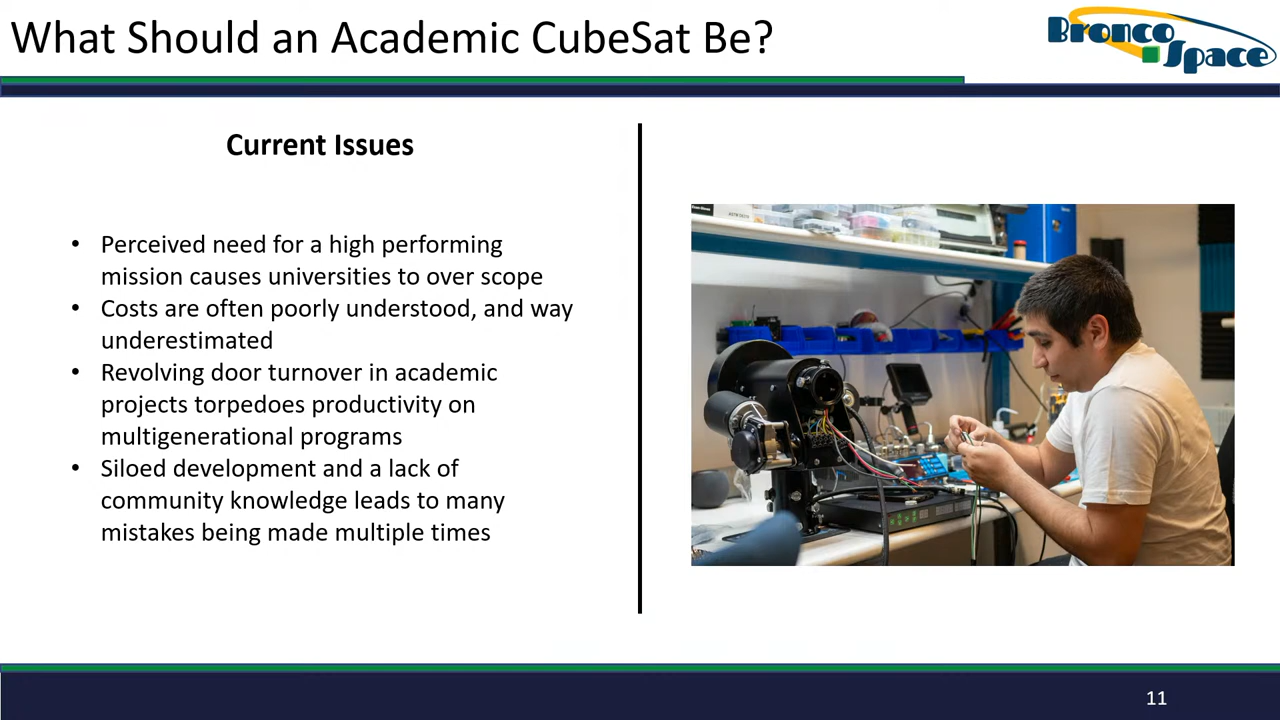 What Should an Academic CubeSat Be?
Bronco
Space
Current Issues
• Perceived need for a high performing
mission causes universities to over scope
• Costs are often poorly understood, and way
underestimated
• Revolving door turnover in academic
projects torpedoes productivity on
multigenerational programs
• Siloed development and a lack of
community knowledge leads to many
mistakes being made multiple times
11